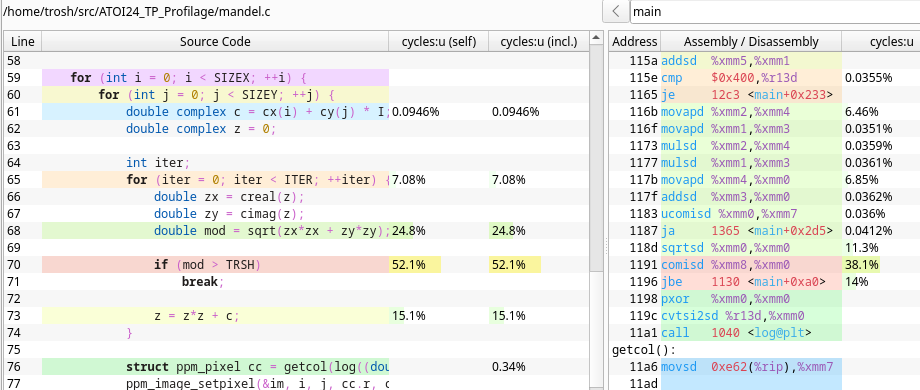 /home/trosh/src/ATOI24_TP_Profilage/mandel.c
main
Line Source Code cycles:u (self) cycles:u (incl.)
58
59 for (int i = 0; i < SIZEX; ++i) {
60 for (int j = 0; j < SIZEY; ++j) {
61 double complex c = cx(i) + cy(j) * I; 0.0946% 0.0946%
62 double complex z = 0;
63
64 int iter;
65 for (iter = 0; iter < ITER; ++iter) { 7.08% 7.08%
66 double zx = creal(z);
67 double zy = cimag(z);
68 double mod = sqrt(zx*zx + zy*zy); 24.8% 24.8%
69
70 if (mod > TRSH) 52.1% 52.1%
71 break;
72
73 z = z*z + c; 15.1% 15.1%
74 }
75
76 struct ppm_pixel cc = getcol(log((dou 0.34%
77 ppm_image_setpixel(&im, i, j, cc.r, c
Address Assembly / Disassembly cycles:u
115a addsd %xmm5,%xmm1
115e cmp $0x400,%r13d 0.0355%
1165 je 12c3 <main+0x233>
116b movapd %xmm2,%xmm4 6.46%
116f movapd %xmm1,%xmm3 0.0351%
1173 mulsd %xmm2,%xmm4 0.0359%
1177 mulsd %xmm1,%xmm3 0.0361%
117b movapd %xmm4,%xmm0 6.85%
117f addsd %xmm3,%xmm0 0.0362%
1183 ucomisd %xmm0,%xmm7 0.036%
1187 ja 1365 <main+0x2d5> 0.0412%
118d sqrtsd %xmm0,%xmm0 11.3%
1191 comisd %xmm8,%xmm0 38.1%
1196 jbe 1130 <main+0xa0> 14%
1198 pxor %xmm0,%xmm0
119c cvtsi2sd %r13d,%xmm0
11a1 call 1040 <log@plt>
getcol():
11a6 movsd 0xe62(%rip),%xmm7
11ad